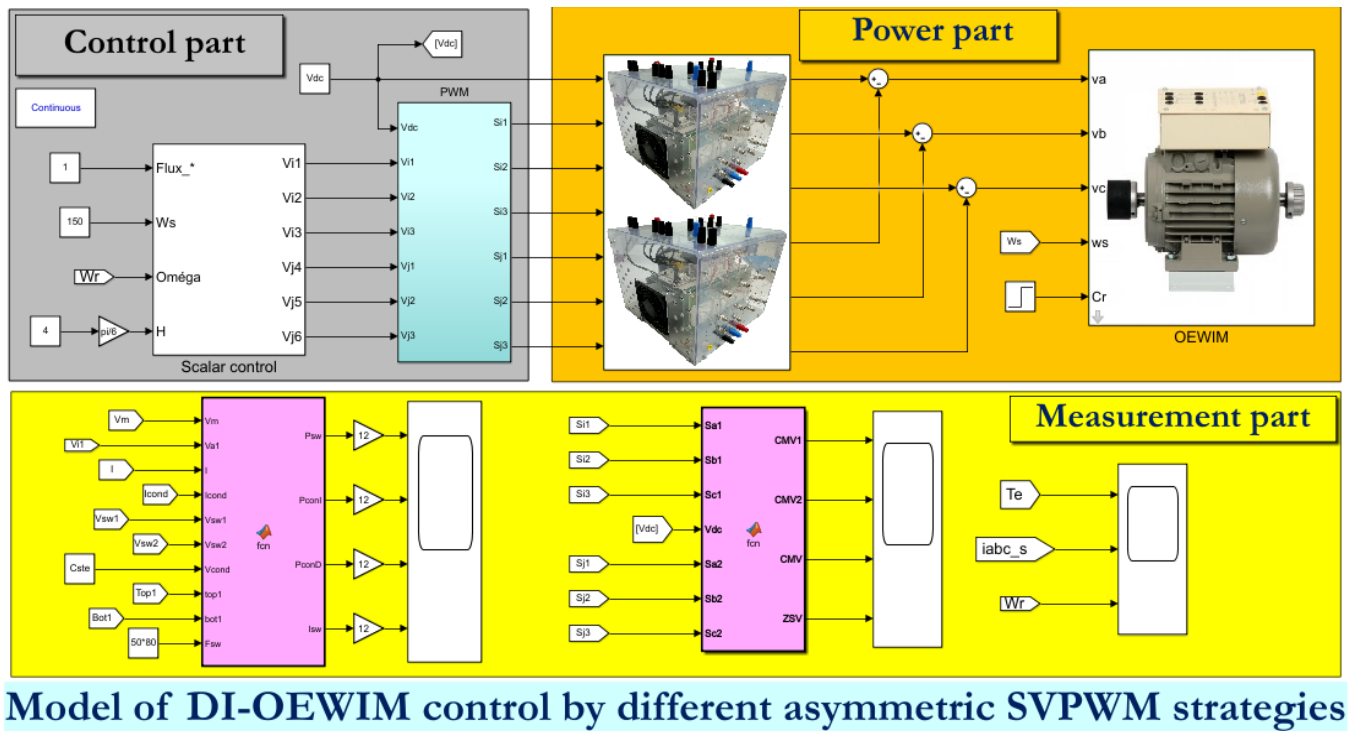 Control part
Continuous
Vdc
[Vdc]
1
150
Wr
4
pi/6
Flux_*
Ws
Oméga
H
Vi1
Vi2
Vi3
Vj4
Vj5
Vj6
Scalar control
PWM
Vdc
Vi1
Vi2
Vi3
Vj1
Vj2
Vj3
Si1
Si2
Si3
Sj1
Sj2
Sj3
Power part
Ws
va
vb
vc
ws
Cr
OEWIM
Measurement part
Vm
Vi1
I
Icond
Vsw1
Vsw2
Cste
Top1
Bot1
50*80
Vm
Va1
I
Icond
Vsw1
Vsw2
Vcond
top1
bot1
Fsw
fcn
Psw
PconI
PconD
Isw
12
12
12
12
Si1
Si2
Si3
[Vdc]
Sj1
Sj2
Sj3
Sa1
Sb1
Sc1
Vdc
Sa2
Sb2
Sc2
fcn
CMV1
CMV2
CMV
ZSV
Te
iabc_s
Wr
Model of DI-OEWIM control by different asymmetric SVPWM strategies